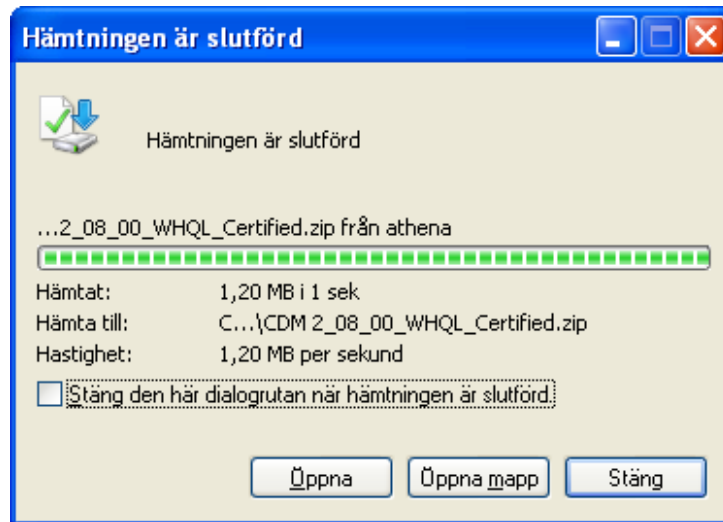 Hämtningen är slutförd
Hämtningen är slutförd
...2_08_00_WHQL_Certified.zip från athena
Hämtat: 1,20 MB i 1 sek
Hämta till: C...\CDM 2_08_00_WHQL_Certified.zip
Hastighet: 1,20 MB per sekund
Stäng den här dialogrutan när hämtningen är slutförd.
Öppna Öppna mapp Stäng